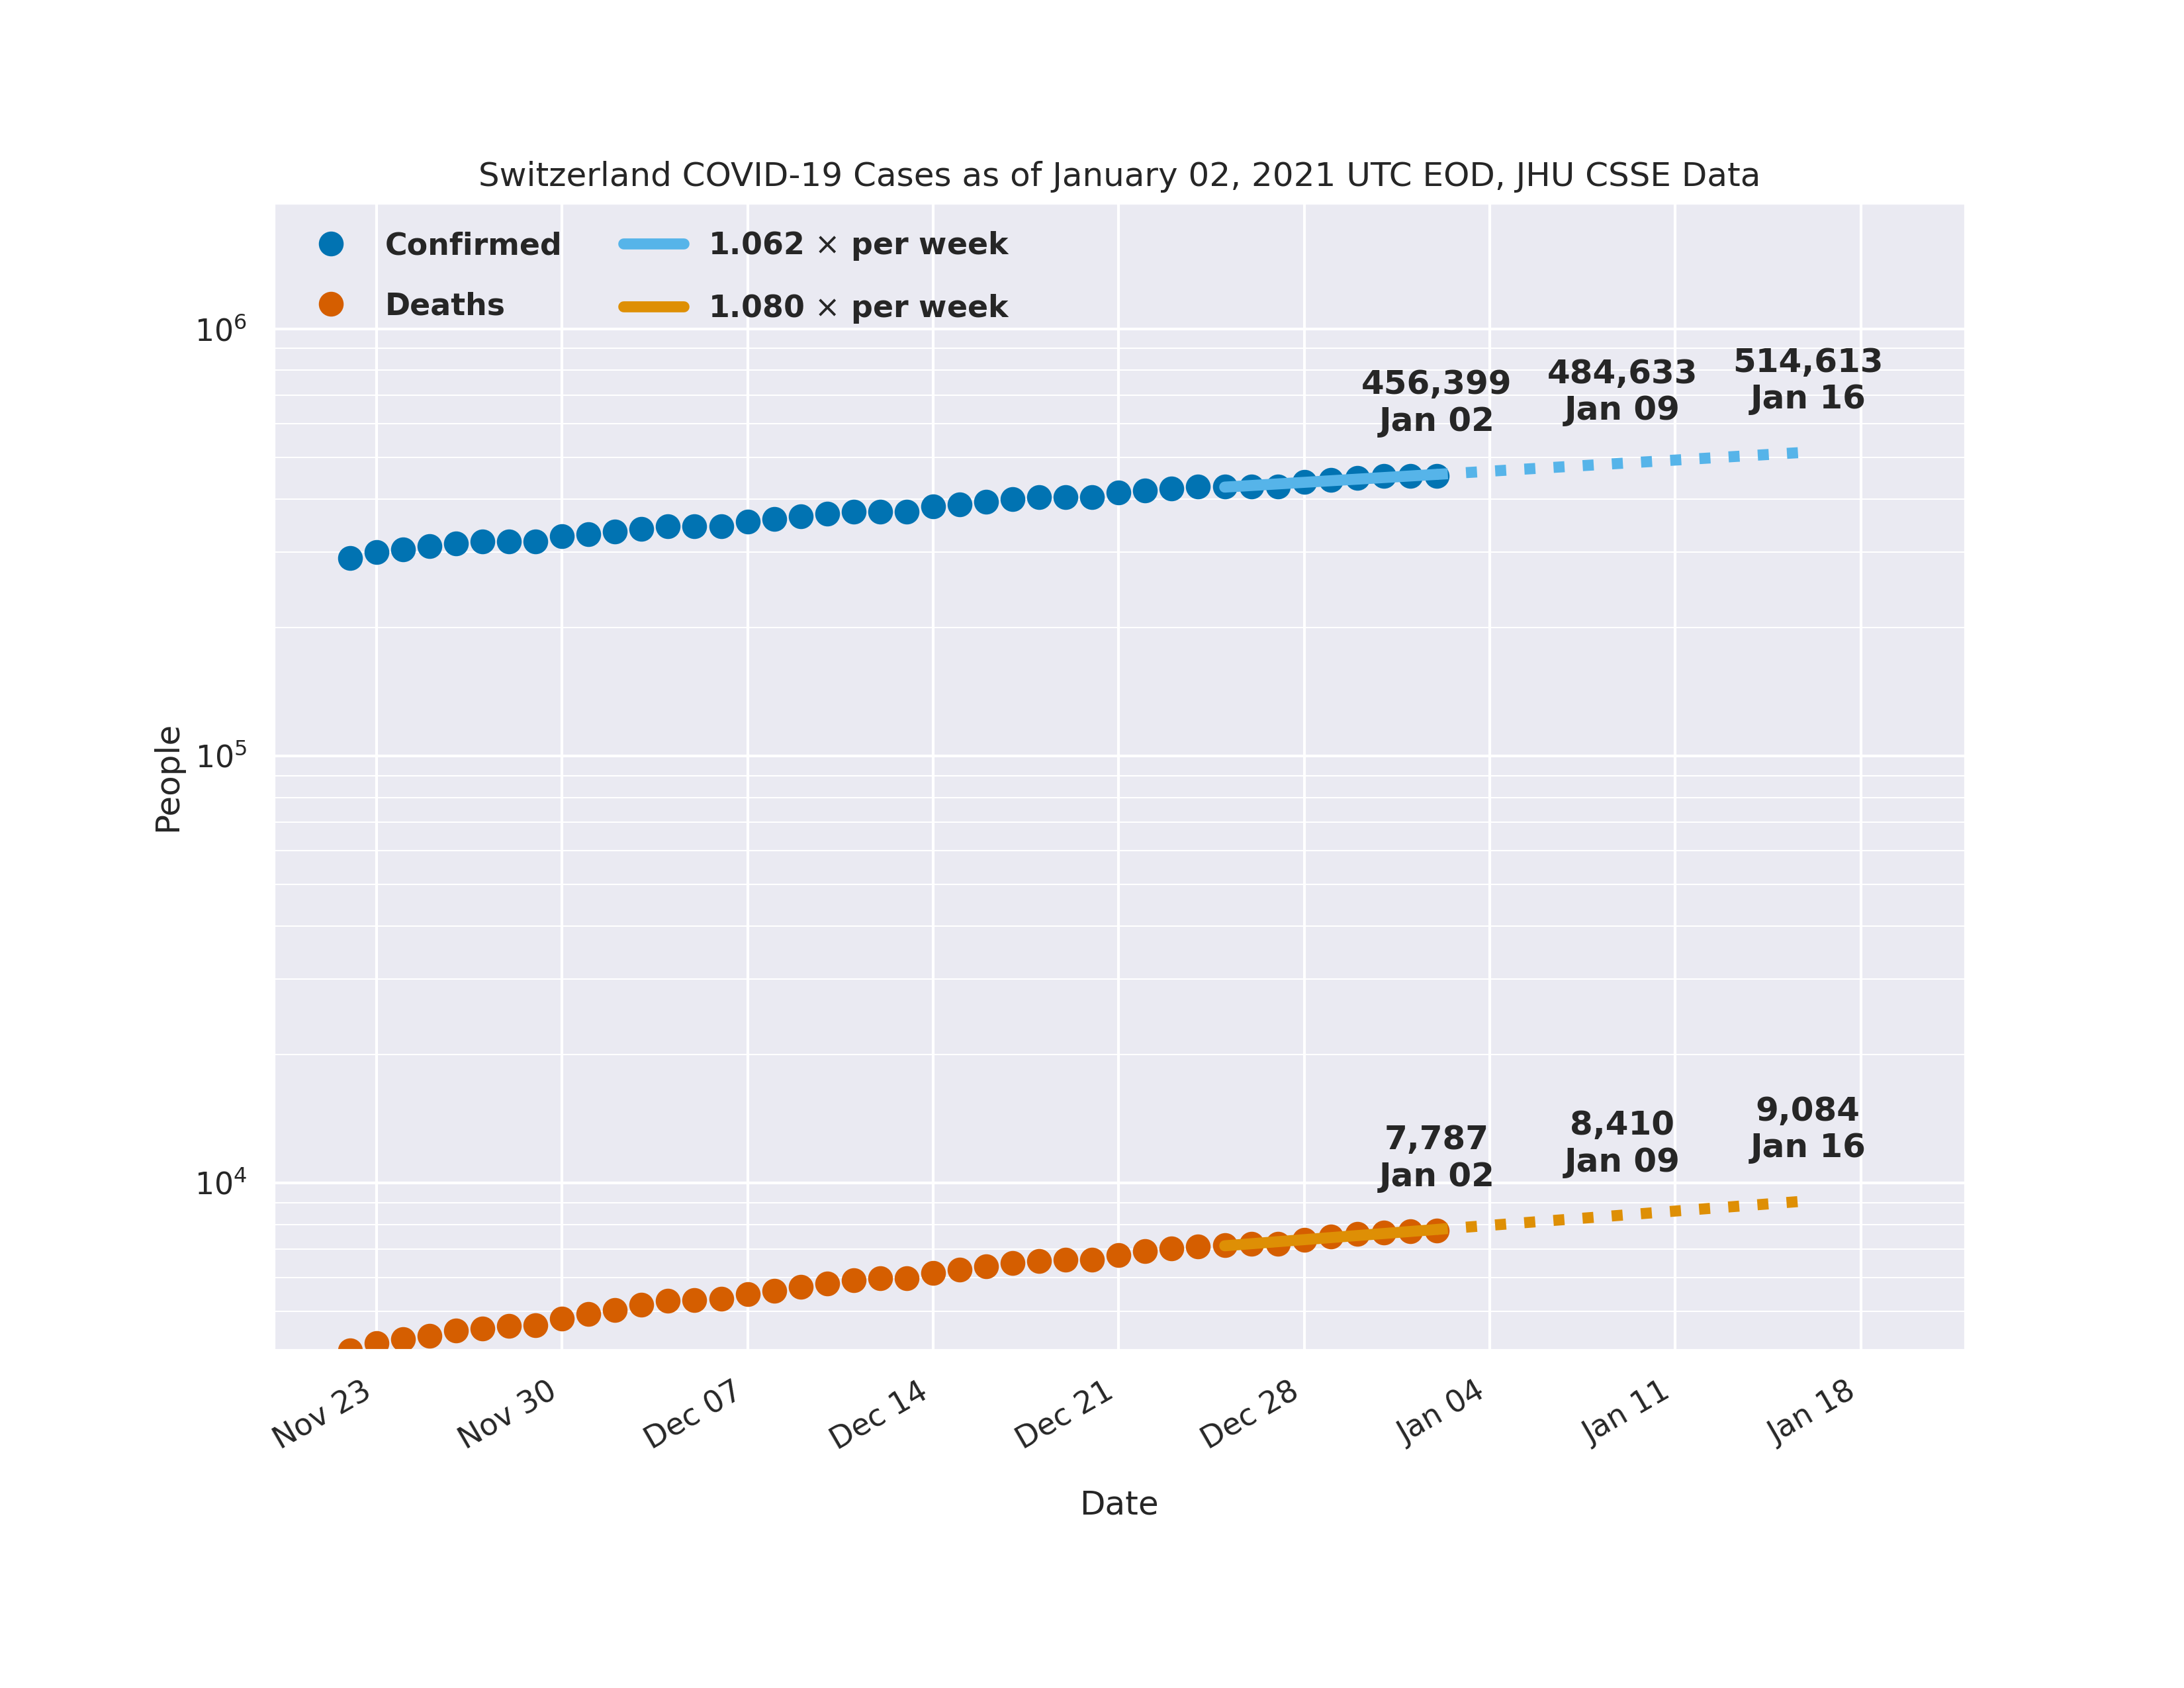 Switzerland COVID-19 Cases as of January 02, 2021 UTC EOD, JHU CSSE Data
Confirmed 1.062 × per week
Deaths 1.080 × per week
10⁶
10⁵
10⁴
People
456,399
Jan 02
484,633
Jan 09
514,613
Jan 16
7,787
Jan 02
8,410
Jan 09
9,084
Jan 16
Nov 23 Nov 30 Dec 07 Dec 14 Dec 21 Dec 28 Jan 04 Jan 11 Jan 18
Date